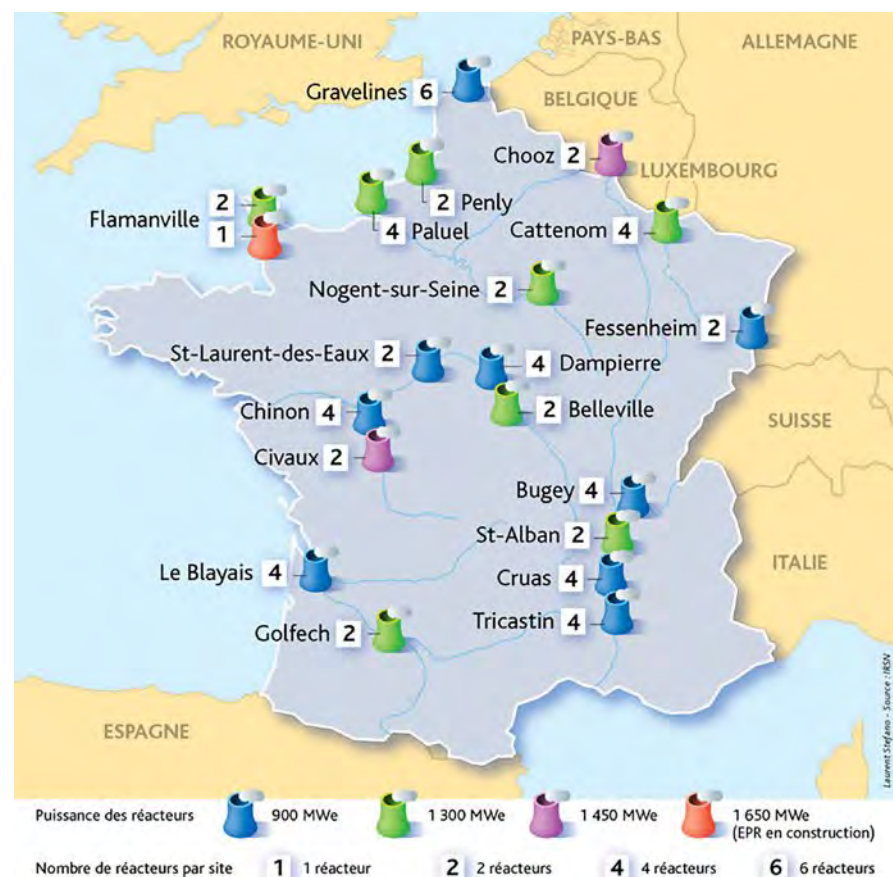 ROYAUME-UNI
PAYS-BAS
ALLEMAGNE
Gravelines 6
BELGIQUE
Chooz 2
LUXEMBOURG
2
Flamanville
1
2 Penly
4 Paluel
Cattenom 4
Nogent-sur-Seine 2
Fessenheim 2
St-Laurent-des-Eaux 2
4 Dampierre
Chinon 4
2 Belleville
SUISSE
Civaux 2
Bugey 4
St-Alban 2
ITALIE
Le Blayais 4
Cruas 4
Tricastin 4
Golfech 2
ESPAGNE
Laurent Stefano - Source : IRSN
Puissance des réacteurs
900 MWe
1 300 MWe
1 450 MWe
1 650 MWe
(EPR en construction)
Nombre de réacteurs par site
1 1 réacteur
2 2 réacteurs
4 4 réacteurs
6 6 réacteurs